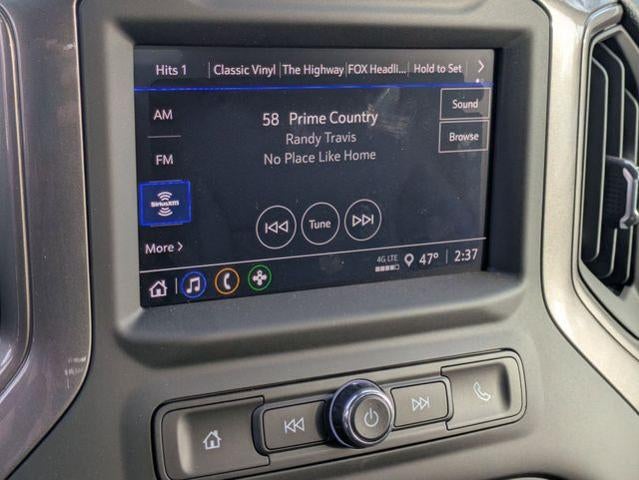 Hits 1 Classic Vinyl The Highway FOX Headli... Hold to Set
AM
58 Prime Country
Sound
Randy Travis
Browse
FM
No Place Like Home
SiriusXM
Tune
More
4G LTE 47° 2:37